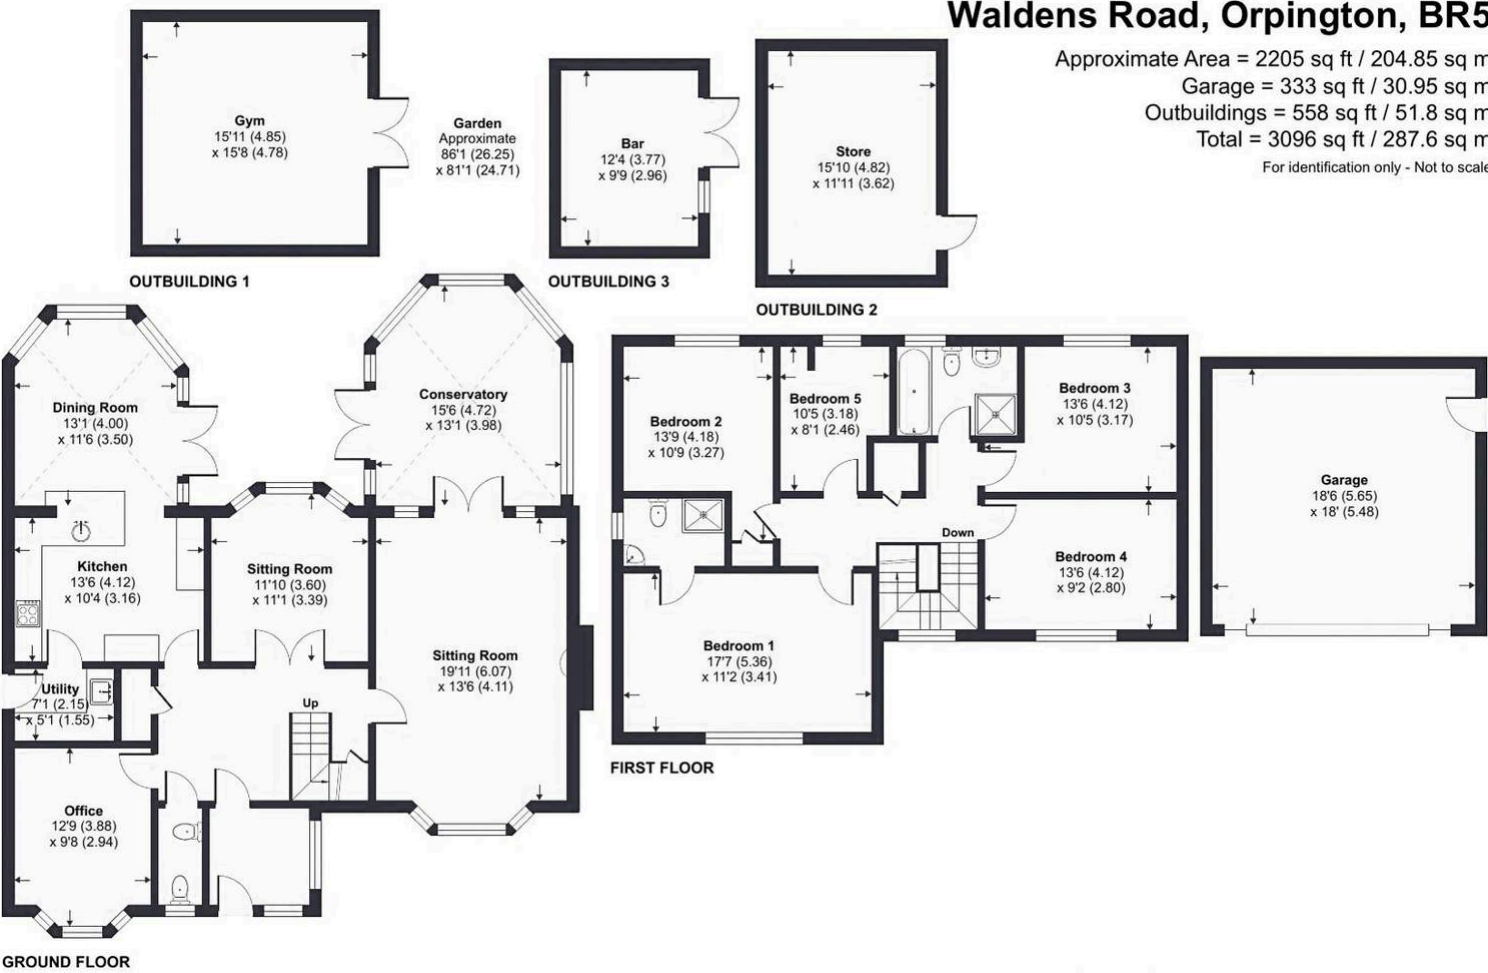 Waldens Road, Orpington, BR5
Approximate Area = 2205 sq ft / 204.85 sq m
Garage = 333 sq ft / 30.95 sq m
Outbuildings = 558 sq ft / 51.8 sq m
Total = 3096 sq ft / 287.6 sq m
For identification only - Not to scale
Gym
15'11 (4.85)
x 15'8 (4.78)
OUTBUILDING 1
Garden
Approximate
86'1 (26.25)
x 81'1 (24.71)
Bar
12'4 (3.77)
x 9'9 (2.96)
OUTBUILDING 3
Store
15'10 (4.82)
x 11'11 (3.62)
OUTBUILDING 2
Dining Room
13'1 (4.00)
x 11'6 (3.50)
Conservatory
15'6 (4.72)
x 13'1 (3.98)
Kitchen
13'6 (4.12)
x 10'4 (3.16)
Sitting Room
11'10 (3.60)
x 11'1 (3.39)
Sitting Room
19'11 (6.07)
x 13'6 (4.11)
Utility
7'1 (2.15)
x 5'1 (1.55)
Up
Office
12'9 (3.88)
x 9'8 (2.94)
GROUND FLOOR
Bedroom 2
13'9 (4.18)
x 10'9 (3.27)
Bedroom 5
10'5 (3.18)
x 8'1 (2.46)
Bedroom 3
13'6 (4.12)
x 10'5 (3.17)
Down
Bedroom 4
13'6 (4.12)
x 9'2 (2.80)
Bedroom 1
17'7 (5.36)
x 11'2 (3.41)
FIRST FLOOR
Garage
18'6 (5.65)
x 18' (5.48)